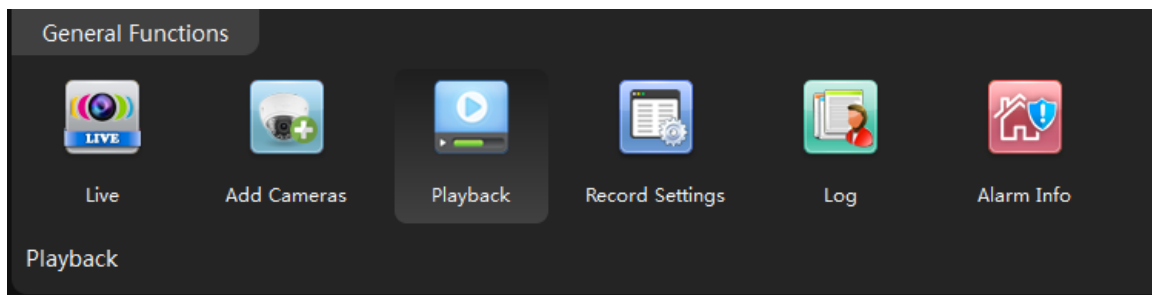 General Functions
LIVE
Live Add Cameras Playback Record Settings Log Alarm Info
Playback